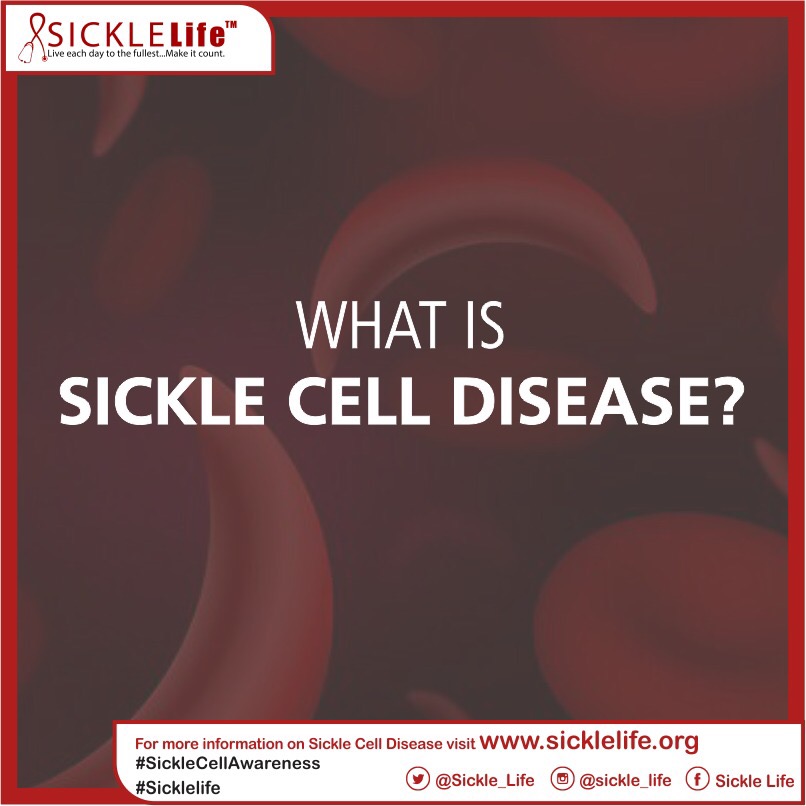 SICKLELife™
Live each day to the fullest...Make it count.
WHAT IS
SICKLE CELL DISEASE?
For more information on Sickle Cell Disease visit www.sicklelife.org
#SickleCellAwareness
#Sicklelife
@Sickle_Life @sickle_life Sickle Life